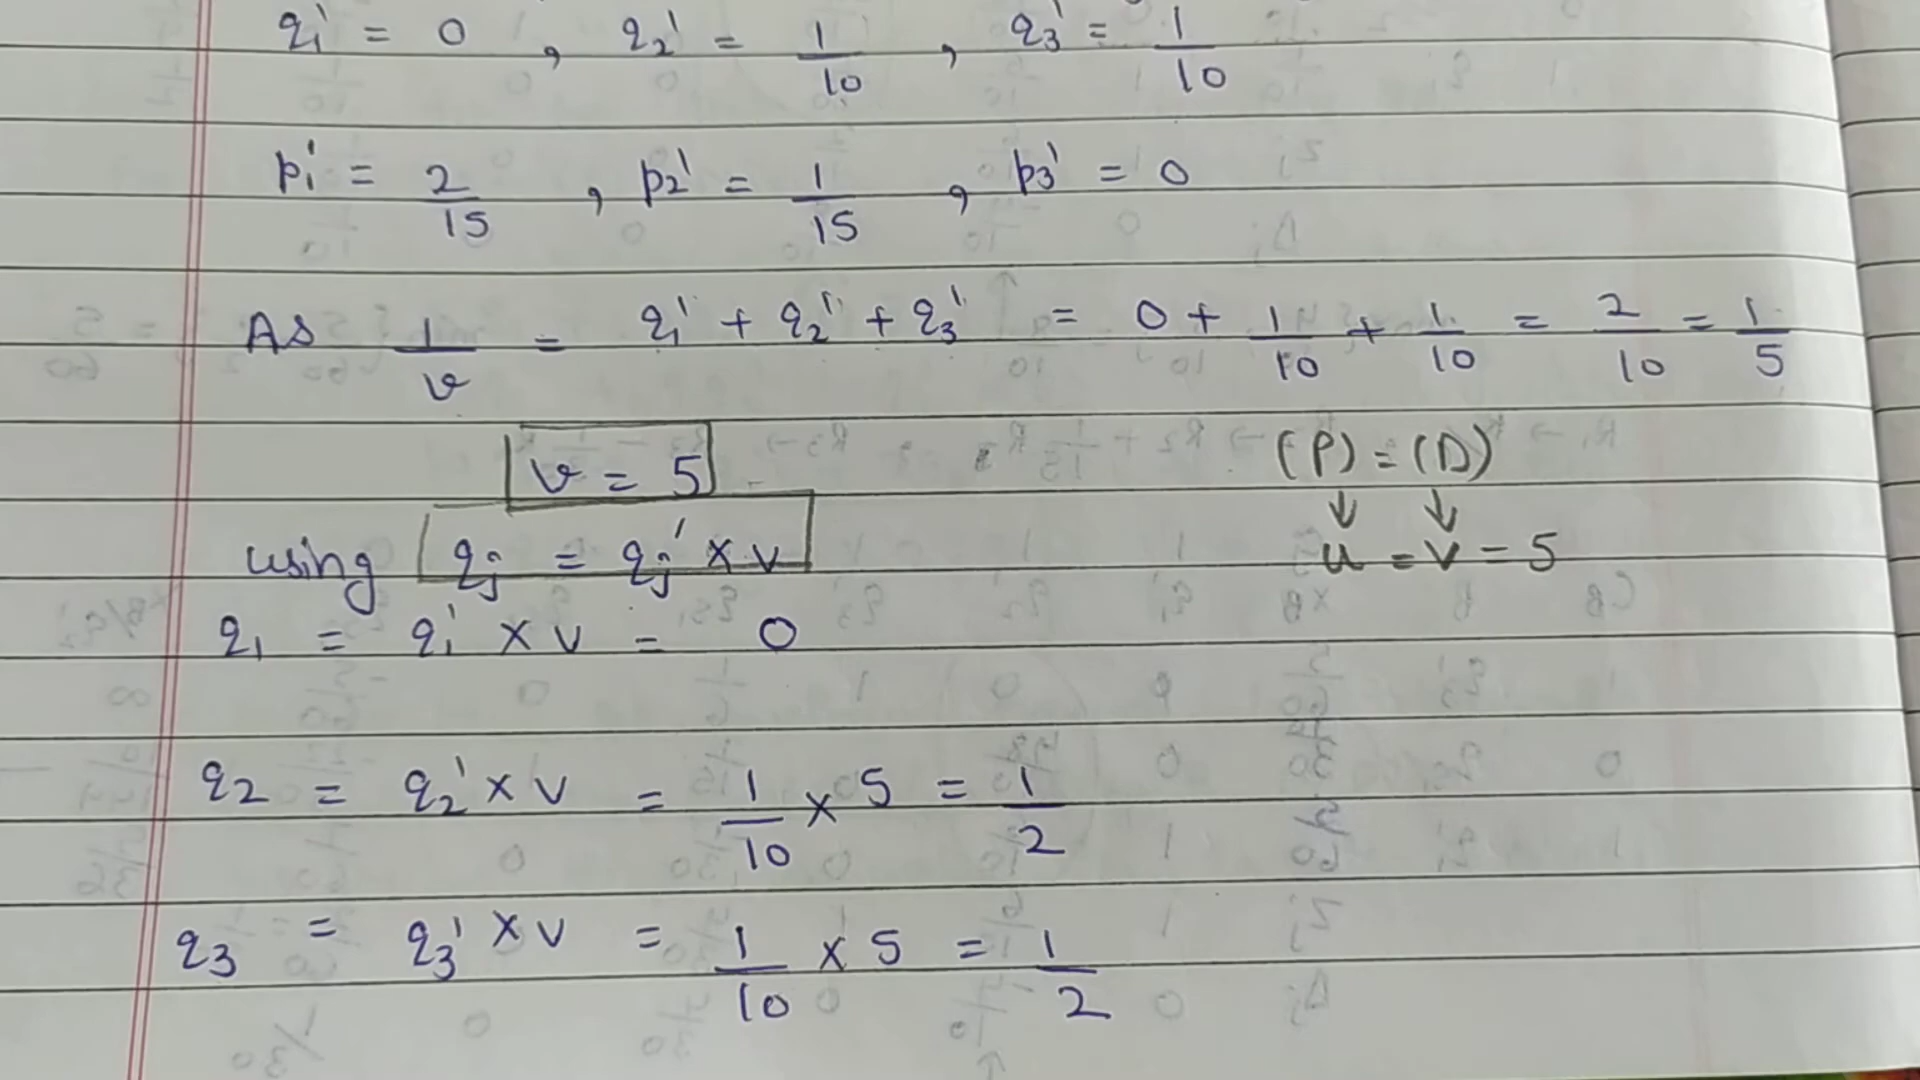 q₁' = 0 , q₂' = 1/10 , q₃' = 1/10
p₁' = 2/15 , p₂' = 1/15 , p₃' = 0
As 1/v = q₁' + q₂' + q₃' = 0 + 1/10 + 1/10 = 2/10 = 1/5
v = 5
(P) = (D)
↓ ↓
u = v = 5
using qj = qj' × v
q₁ = q₁' × v = 0
q₂ = q₂' × v = 1/10 × 5 = 1/2
q₃ = q₃' × v = 1/10 × 5 = 1/2